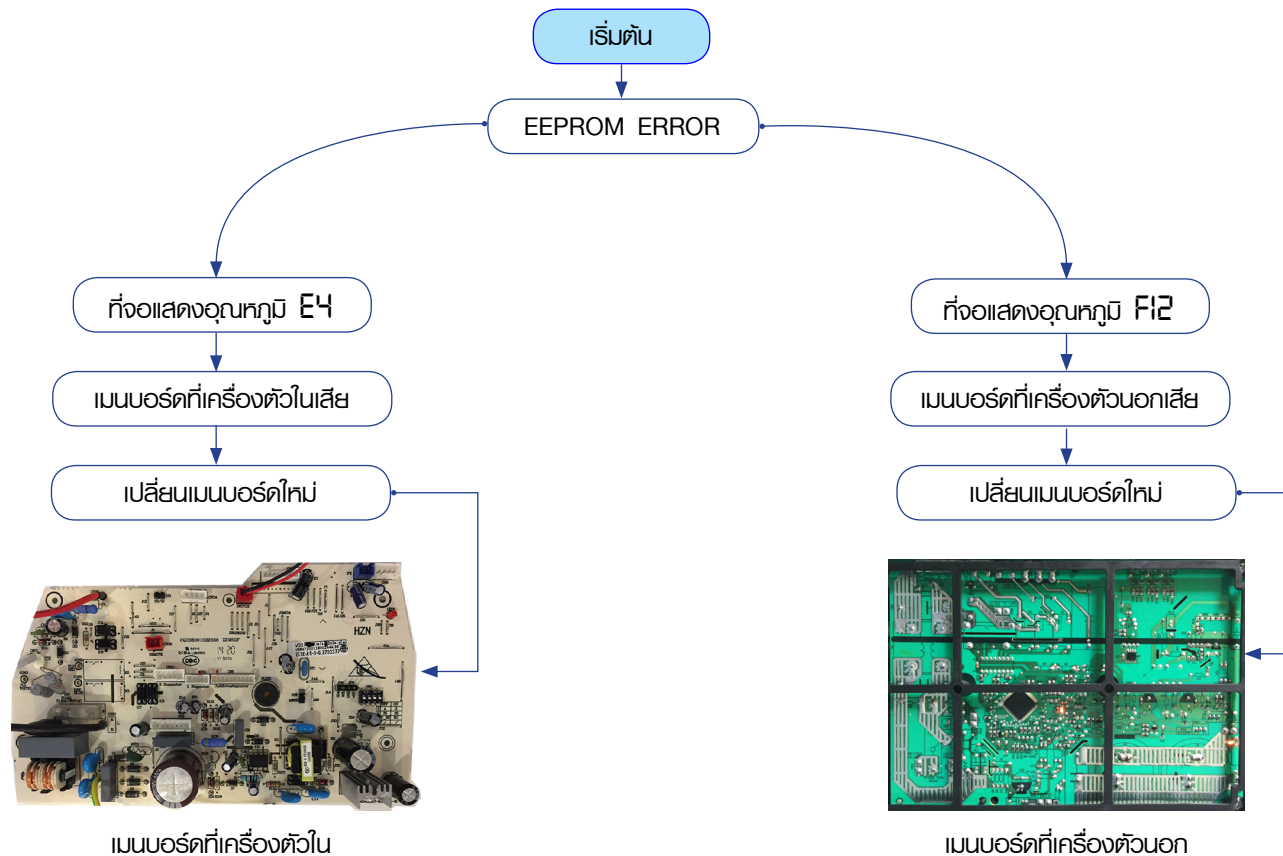 เริ่มต้น
EEPROM ERROR
ที่จอแสดงอุณหภูมิ E4
เมนบอร์ดที่เครื่องตัวในเสีย
เปลี่ยนเมนบอร์ดใหม่
ที่จอแสดงอุณหภูมิ F12
เมนบอร์ดที่เครื่องตัวนอกเสีย
เปลี่ยนเมนบอร์ดใหม่
HZN
เมนบอร์ดที่เครื่องตัวใน
เมนบอร์ดที่เครื่องตัวนอก